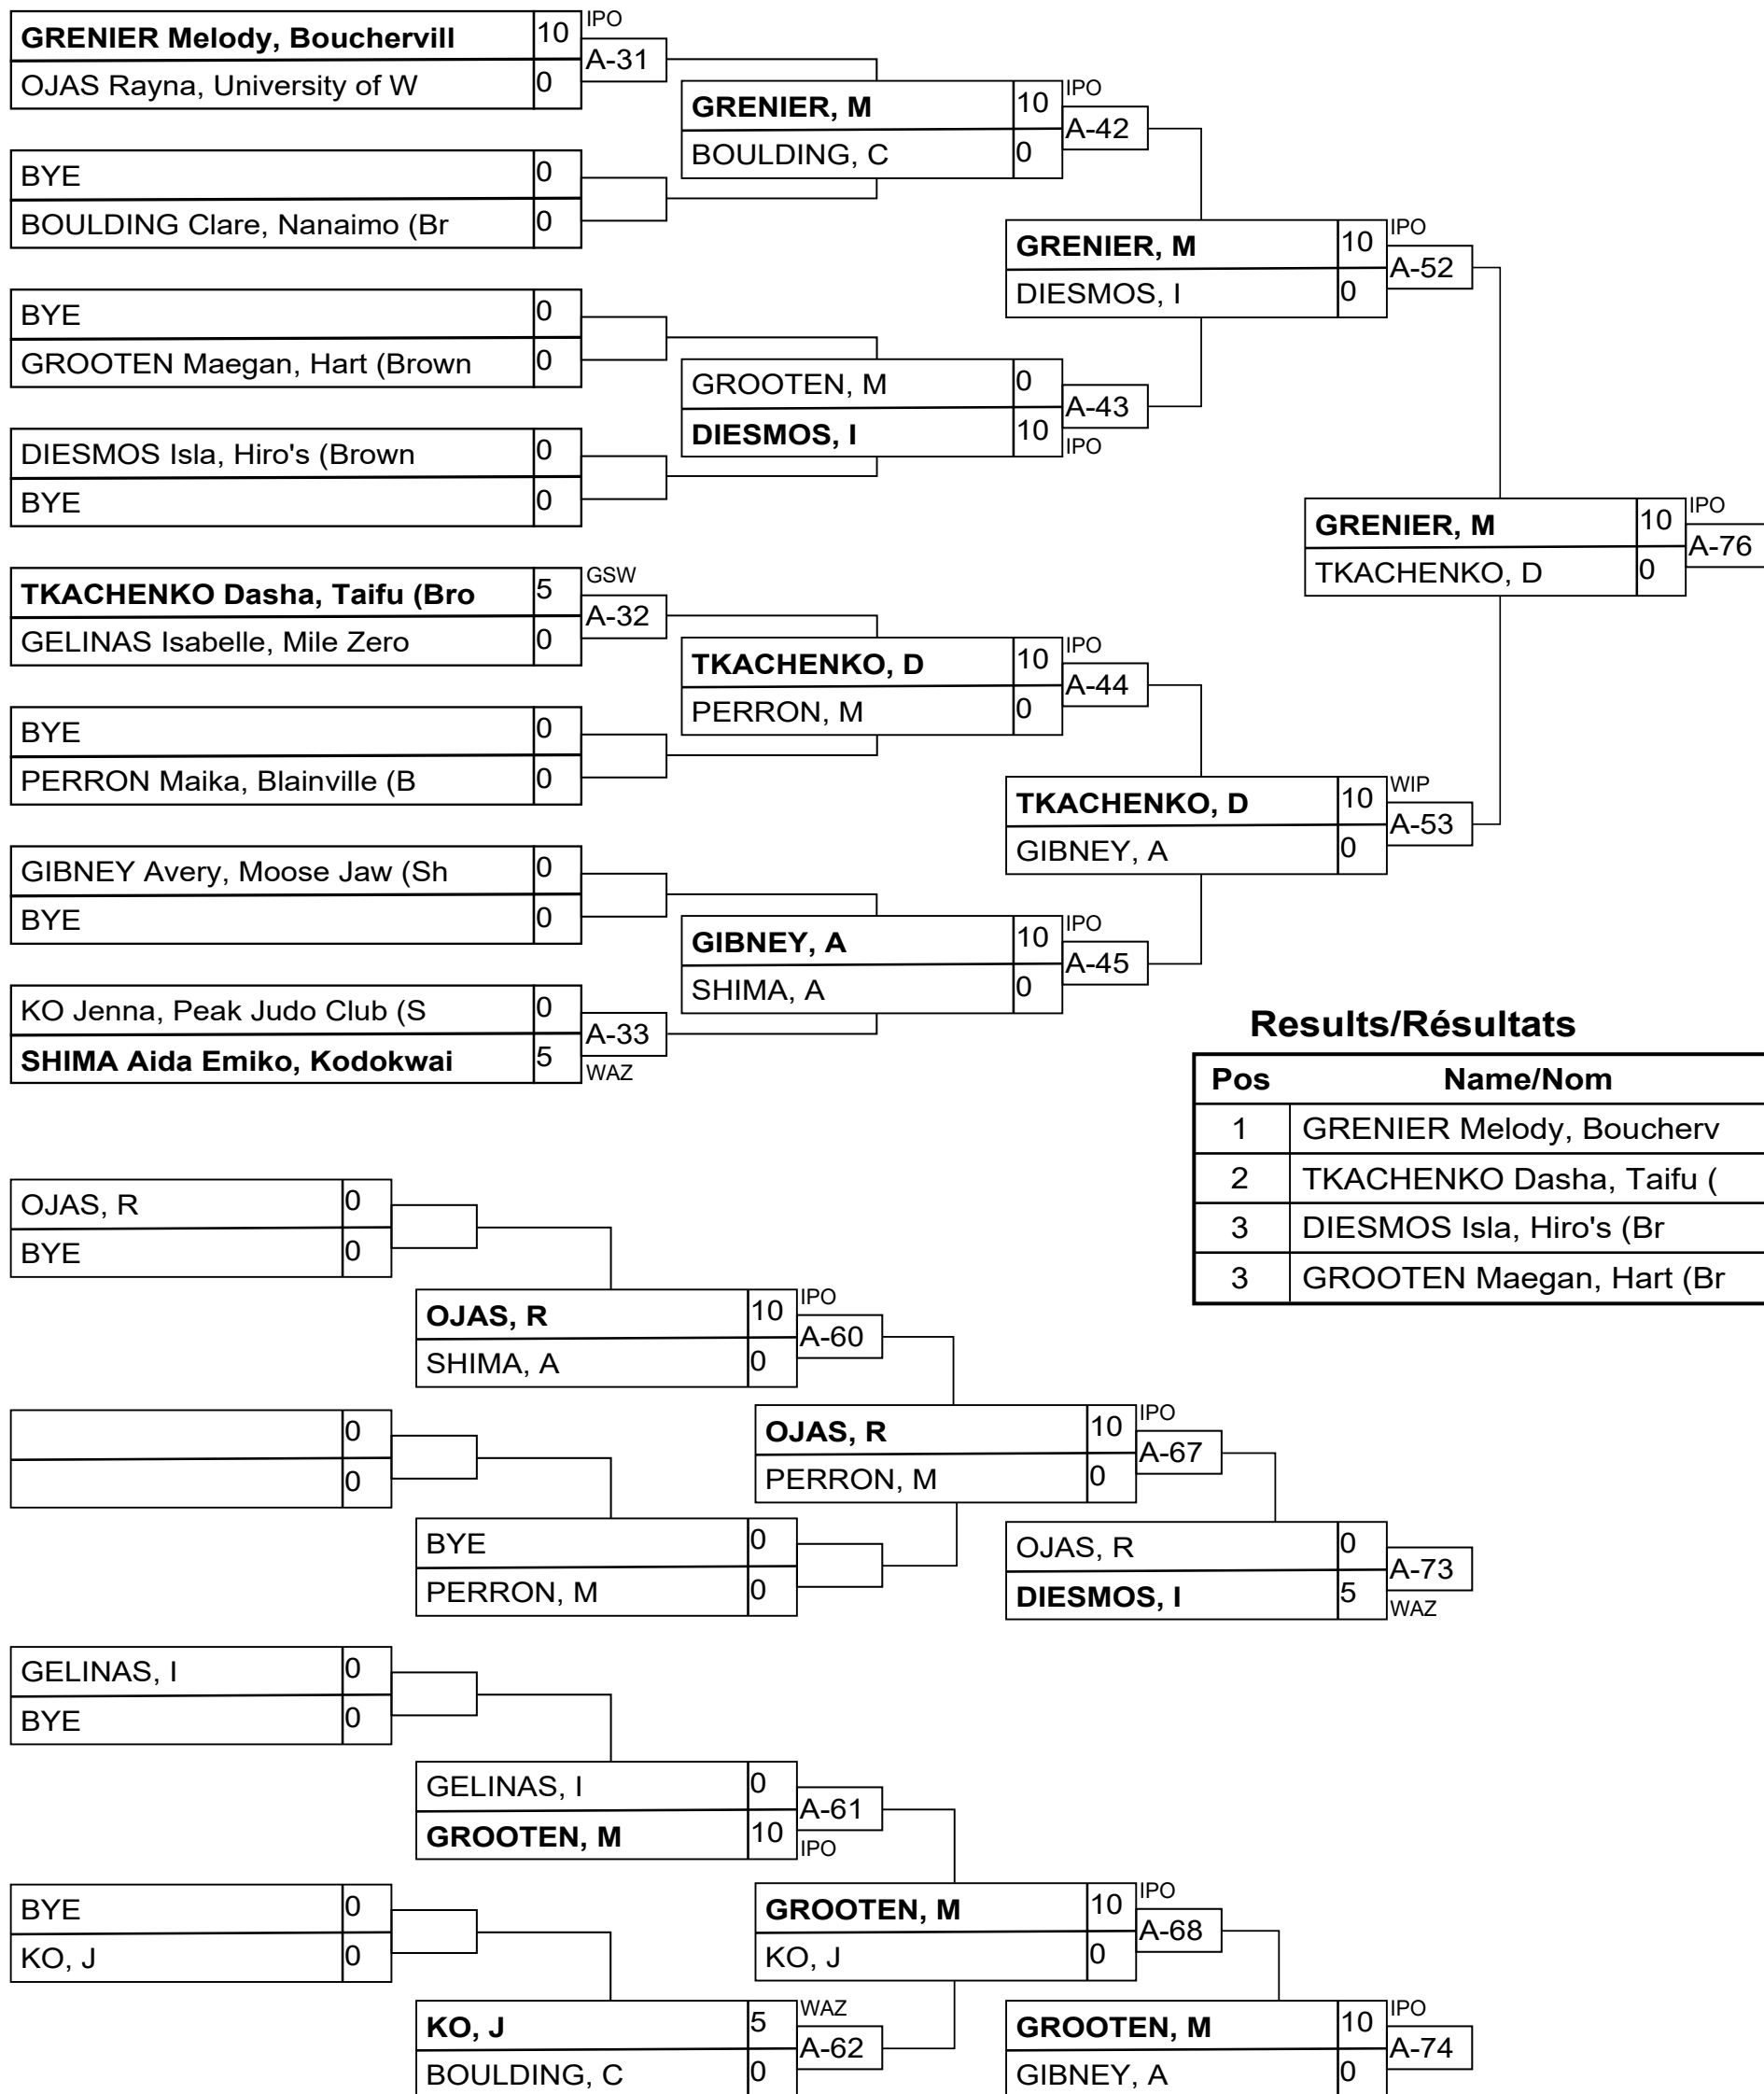 GRENIER Melody, Bouchervill 10 IPO
A-31
OJAS Rayna, University of W 0
BYE 0
BOULDING Clare, Nanaimo (Br 0
GRENIER, M 10 IPO
A-42
BOULDING, C 0
BYE 0
GROOTEN Maegan, Hart (Brown 0
DIESMOS Isla, Hiro's (Brown 0
BYE 0
GROOTEN, M 0
A-43
DIESMOS, I 10 IPO
GRENIER, M 10 IPO
A-52
DIESMOS, I 0
TKACHENKO Dasha, Taifu (Bro 5 GSW
A-32
GELINAS Isabelle, Mile Zero 0
BYE 0
PERRON Maika, Blainville (B 0
TKACHENKO, D 10 IPO
A-44
PERRON, M 0
GIBNEY Avery, Moose Jaw (Sh 0
BYE 0
KO Jenna, Peak Judo Club (S 0
A-33
SHIMA Aida Emiko, Kodokwai 5 WAZ
GIBNEY, A 10 IPO
A-45
SHIMA, A 0
TKACHENKO, D 10 WIP
A-53
GIBNEY, A 0
GRENIER, M 10 IPO
A-76
TKACHENKO, D 0
Results/Résultats
Pos Name/Nom
1 GRENIER Melody, Boucherv
2 TKACHENKO Dasha, Taifu (
3 DIESMOS Isla, Hiro's (Br
3 GROOTEN Maegan, Hart (Br
OJAS, R 0
BYE 0
OJAS, R 10 IPO
A-60
SHIMA, A 0
0
0
BYE 0
PERRON, M 0
OJAS, R 10 IPO
A-67
PERRON, M 0
OJAS, R 0
A-73
DIESMOS, I 5 WAZ
GELINAS, I 0
BYE 0
GELINAS, I 0
A-61
GROOTEN, M 10 IPO
BYE 0
KO, J 0
KO, J 5 WAZ
A-62
BOULDING, C 0
GROOTEN, M 10 IPO
A-68
KO, J 0
GROOTEN, M 10 IPO
A-74
GIBNEY, A 0